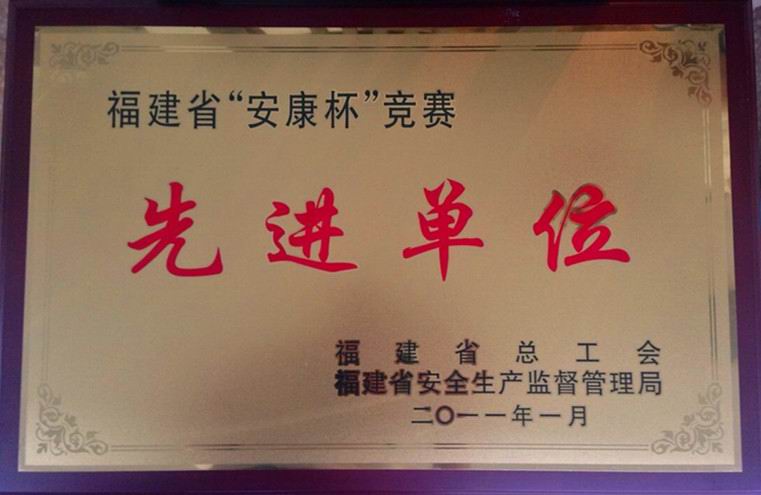 福建省“安康杯”竞赛
先进单位
福建省总工会
福建省安全生产监督管理局
二〇一一年一月